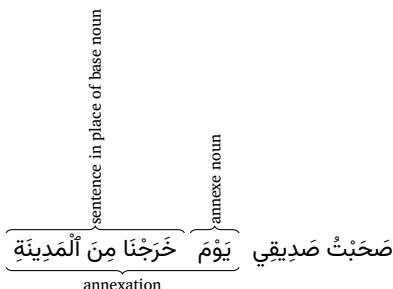 sentence in place of base noun
annexe noun
صَحَبْتُ صَدِيقِي يَوْمَ خَرَجْنَا مِنَ ٱلْمَدِينَةِ
annexation